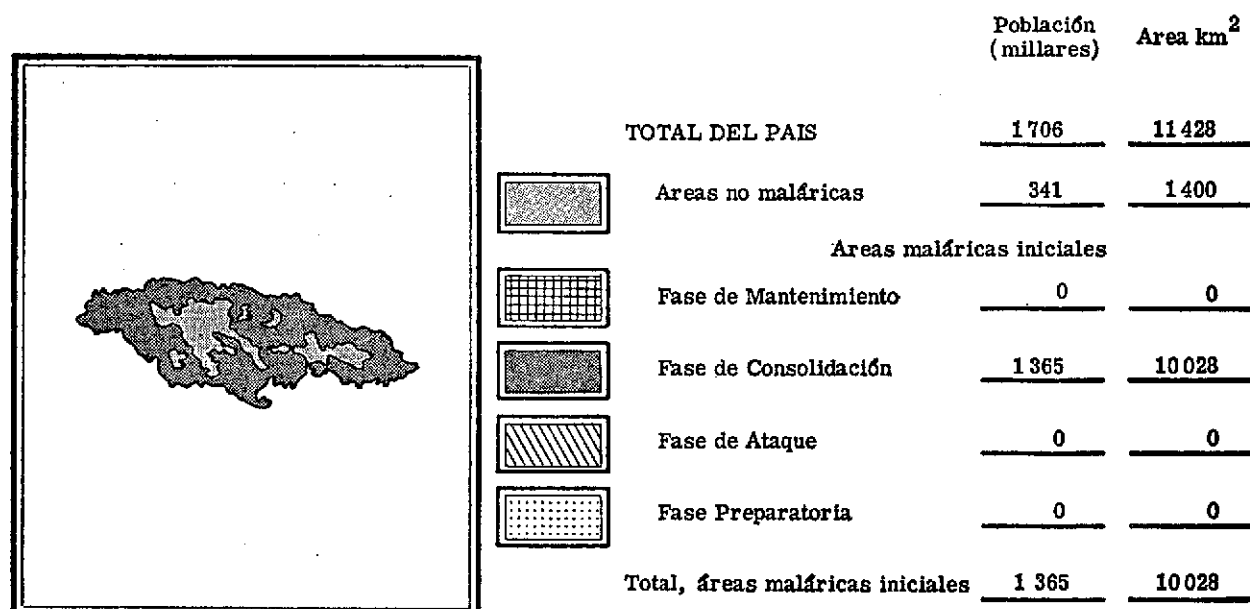 Población (millares) Area km²
TOTAL DEL PAIS 1 706 11 428
Areas no maláricas 341 1 400
Areas maláricas iniciales
Fase de Mantenimiento 0 0
Fase de Consolidación 1 365 10 028
Fase de Ataque 0 0
Fase Preparatoria 0 0
Total, áreas maláricas iniciales 1 365 10 028